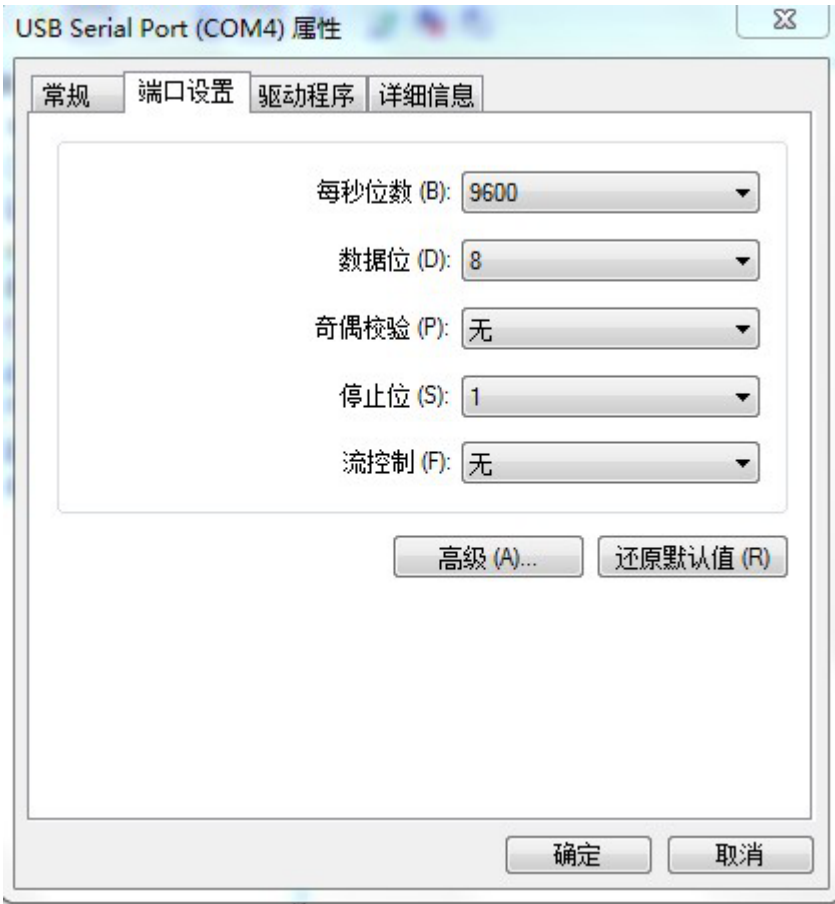 USB Serial Port (COM4) 属性
常规 端口设置 驱动程序 详细信息
每秒位数 (B): 9600
数据位 (D): 8
奇偶校验 (P): 无
停止位 (S): 1
流控制 (F): 无
高级 (A)... 还原默认值 (R)
确定 取消